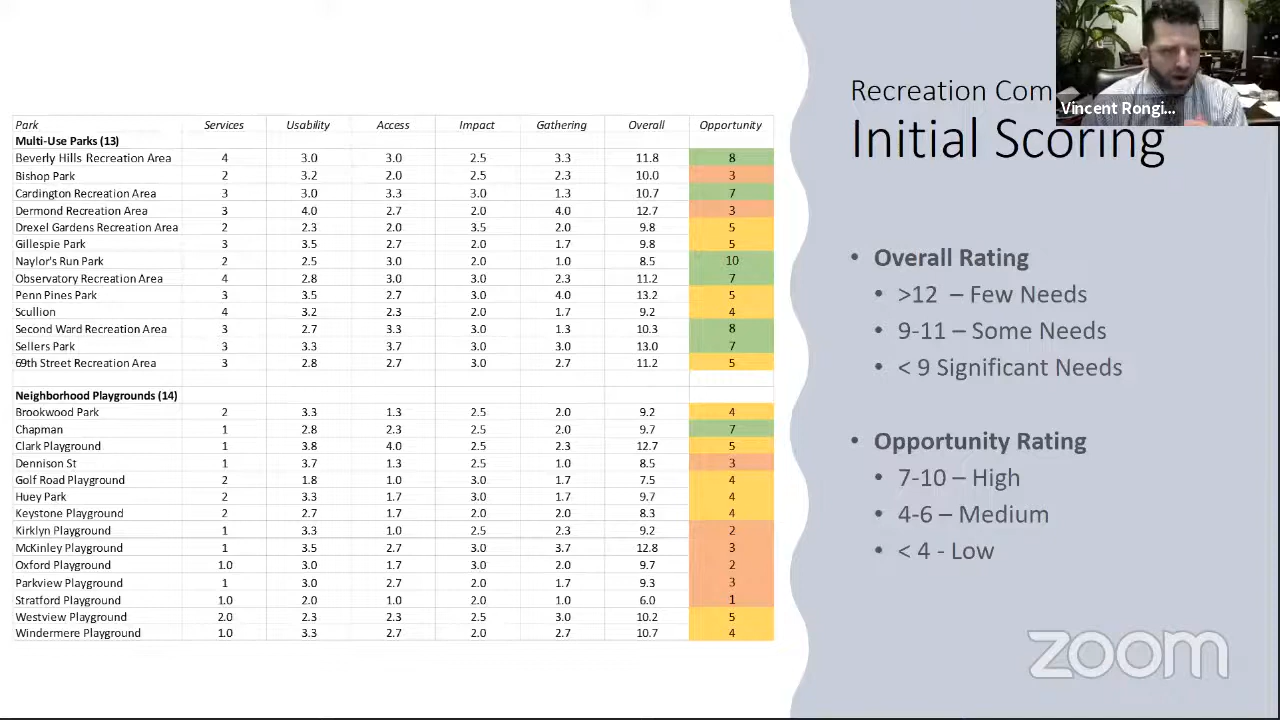 Park Services Usability Access Impact Gathering Overall Opportunity
Multi-Use Parks (13)
Beverly Hills Recreation Area 4 3.0 3.0 2.5 3.3 11.8 8
Bishop Park 2 3.2 2.0 2.5 2.3 10.0 3
Cardington Recreation Area 3 3.0 3.3 3.0 1.3 10.7 7
Dermond Recreation Area 3 4.0 2.7 2.0 4.0 12.7 3
Drexel Gardens Recreation Area 2 2.3 2.0 3.5 2.0 9.8 5
Gillespie Park 3 3.5 2.7 2.0 1.7 9.8 5
Naylor's Run Park 2 2.5 3.0 2.0 1.0 8.5 10
Observatory Recreation Area 4 2.8 3.0 3.0 2.3 11.2 7
Penn Pines Park 3 3.5 2.7 3.0 4.0 13.2 5
Scullion 4 3.2 2.3 2.0 1.7 9.2 4
Second Ward Recreation Area 3 2.7 3.3 3.0 1.3 10.3 8
Sellers Park 3 3.3 3.7 3.0 3.0 13.0 7
69th Street Recreation Area 3 2.8 2.7 3.0 2.7 11.2 5
Neighborhood Playgrounds (14)
Brookwood Park 2 3.3 1.3 2.5 2.0 9.2 4
Chapman 1 2.8 2.3 2.5 2.0 9.7 7
Clark Playground 1 3.8 4.0 2.5 2.3 12.7 5
Dennison St 1 3.7 1.3 2.5 1.0 8.5 3
Golf Road Playground 2 1.8 1.0 3.0 1.7 7.5 4
Huey Park 2 3.3 1.7 3.0 1.7 9.7 4
Keystone Playground 2 2.7 1.7 2.0 2.0 8.3 4
Kirklyn Playground 1 3.3 1.0 2.5 2.3 9.2 2
McKinley Playground 1 3.5 2.7 3.0 3.7 12.8 3
Oxford Playground 1.0 3.0 1.7 3.0 2.0 9.7 2
Parkview Playground 1 3.0 2.7 2.0 1.7 9.3 3
Stratford Playground 1.0 2.0 1.0 2.0 1.0 6.0 1
Westview Playground 2.0 2.3 2.3 2.5 3.0 10.2 5
Windermere Playground 1.0 3.3 2.7 2.0 2.7 10.7 4
Recreation Com
Vincent Rongi...
Initial Scoring
• Overall Rating
• >12 – Few Needs
• 9-11 – Some Needs
• < 9 Significant Needs
• Opportunity Rating
• 7-10 – High
• 4-6 – Medium
• < 4 - Low
zoom